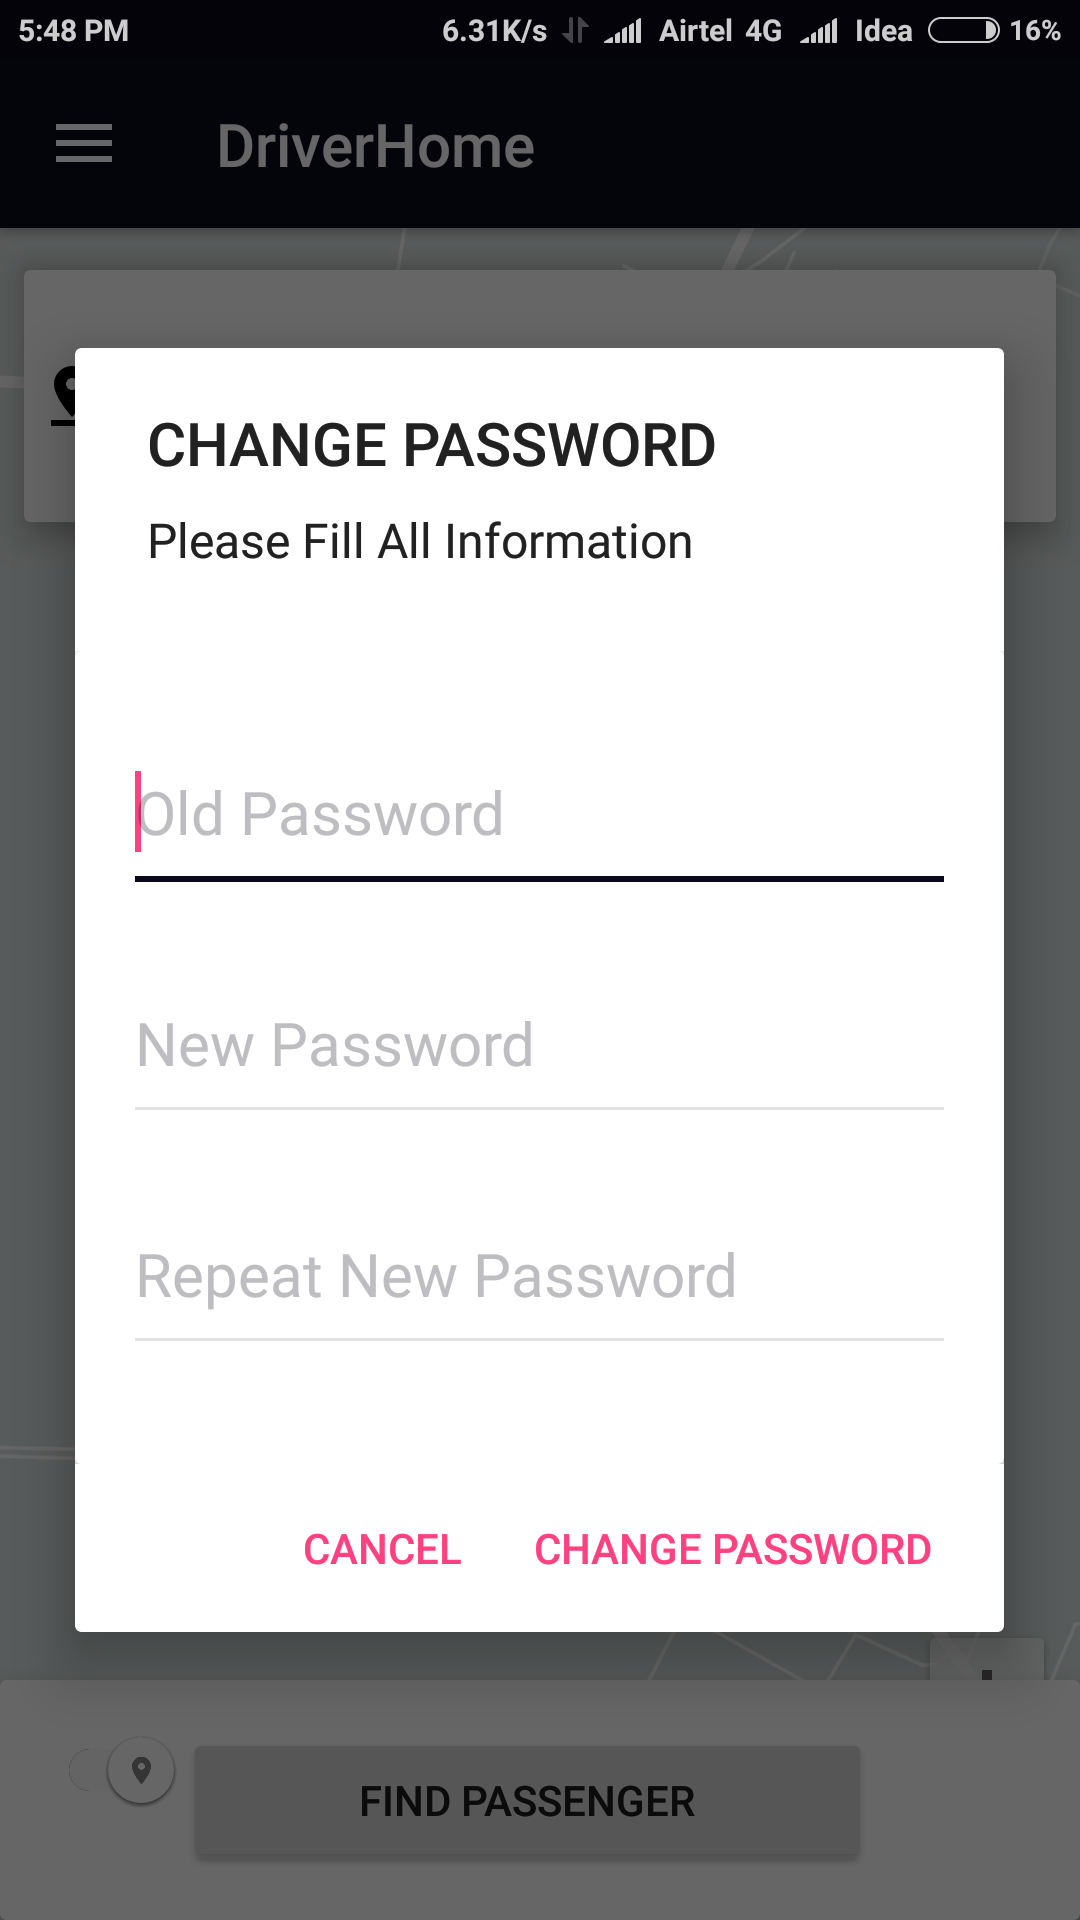 5:48 PM 6.31K/s Airtel 4G Idea 16%
DriverHome
CHANGE PASSWORD
Please Fill All Information
Old Password
New Password
Repeat New Password
CANCEL CHANGE PASSWORD
FIND PASSENGER